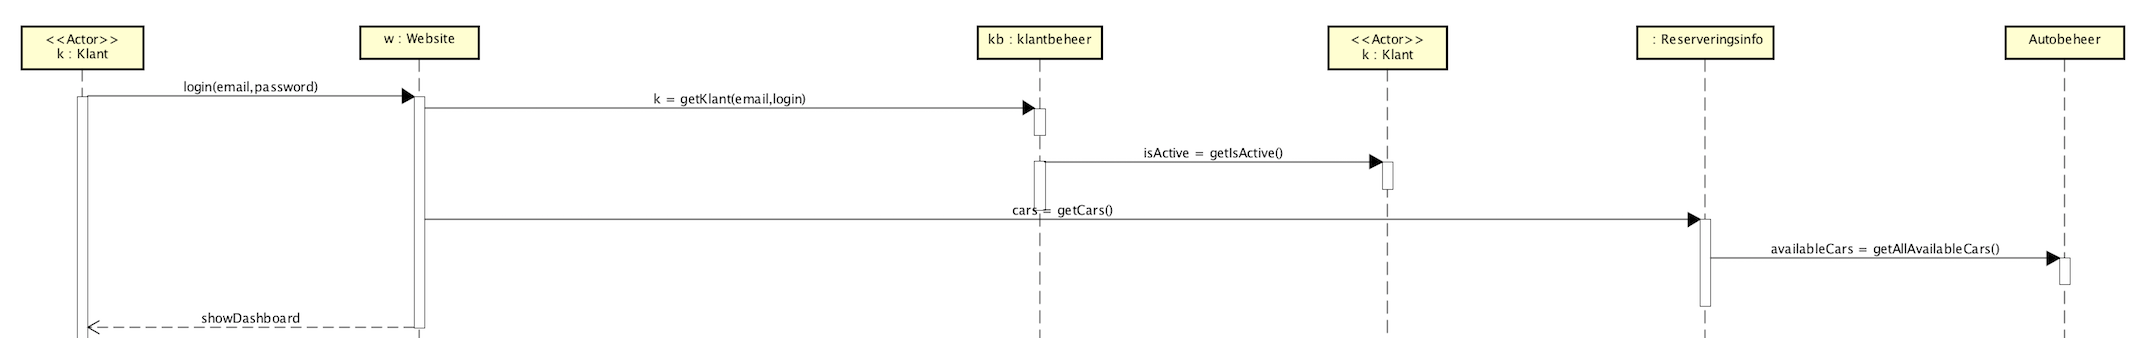 <<Actor>>
k : Klant
w : Website
kb : klantbeheer
<<Actor>>
k : Klant
: Reserveringsinfo
Autobeheer
login(email,password)
k = getKlant(email,login)
isActive = getIsActive()
cars = getCars()
availableCars = getAllAvailableCars()
showDashboard